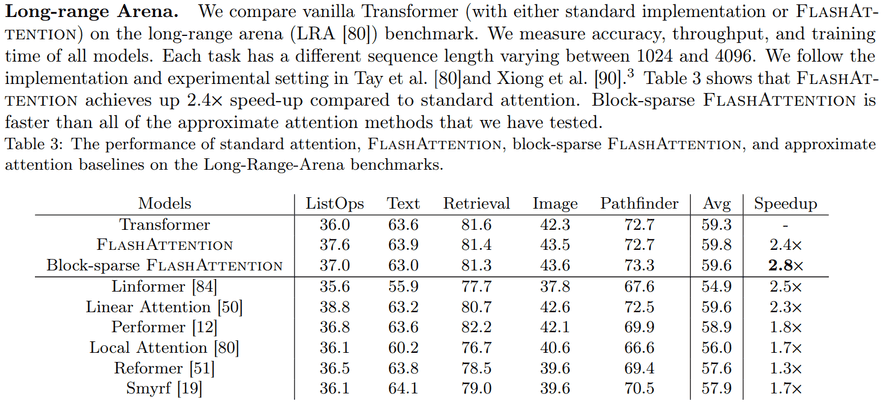 Long-range Arena. We compare vanilla Transformer (with either standard implementation or FLASHAT-
TENTION) on the long-range arena (LRA [80]) benchmark. We measure accuracy, throughput, and training
time of all models. Each task has a different sequence length varying between 1024 and 4096. We follow the
implementation and experimental setting in Tay et al. [80]and Xiong et al. [90].3 Table 3 shows that FLASHAT-
TENTION achieves up 2.4× speed-up compared to standard attention. Block-sparse FLASHATTENTION is
faster than all of the approximate attention methods that we have tested.
Table 3: The performance of standard attention, FLASHATTENTION, block-sparse FLASHATTENTION, and approximate
attention baselines on the Long-Range-Arena benchmarks.
Models ListOps Text Retrieval Image Pathfinder Avg Speedup
Transformer 36.0 63.6 81.6 42.3 72.7 59.3 -
FLASHATTENTION 37.6 63.9 81.4 43.5 72.7 59.8 2.4×
Block-sparse FLASHATTENTION 37.0 63.0 81.3 43.6 73.3 59.6 2.8×
Linformer [84] 35.6 55.9 77.7 37.8 67.6 54.9 2.5×
Linear Attention [50] 38.8 63.2 80.7 42.6 72.5 59.6 2.3×
Performer [12] 36.8 63.6 82.2 42.1 69.9 58.9 1.8×
Local Attention [80] 36.1 60.2 76.7 40.6 66.6 56.0 1.7×
Reformer [51] 36.5 63.8 78.5 39.6 69.4 57.6 1.3×
Smyrf [19] 36.1 64.1 79.0 39.6 70.5 57.9 1.7×